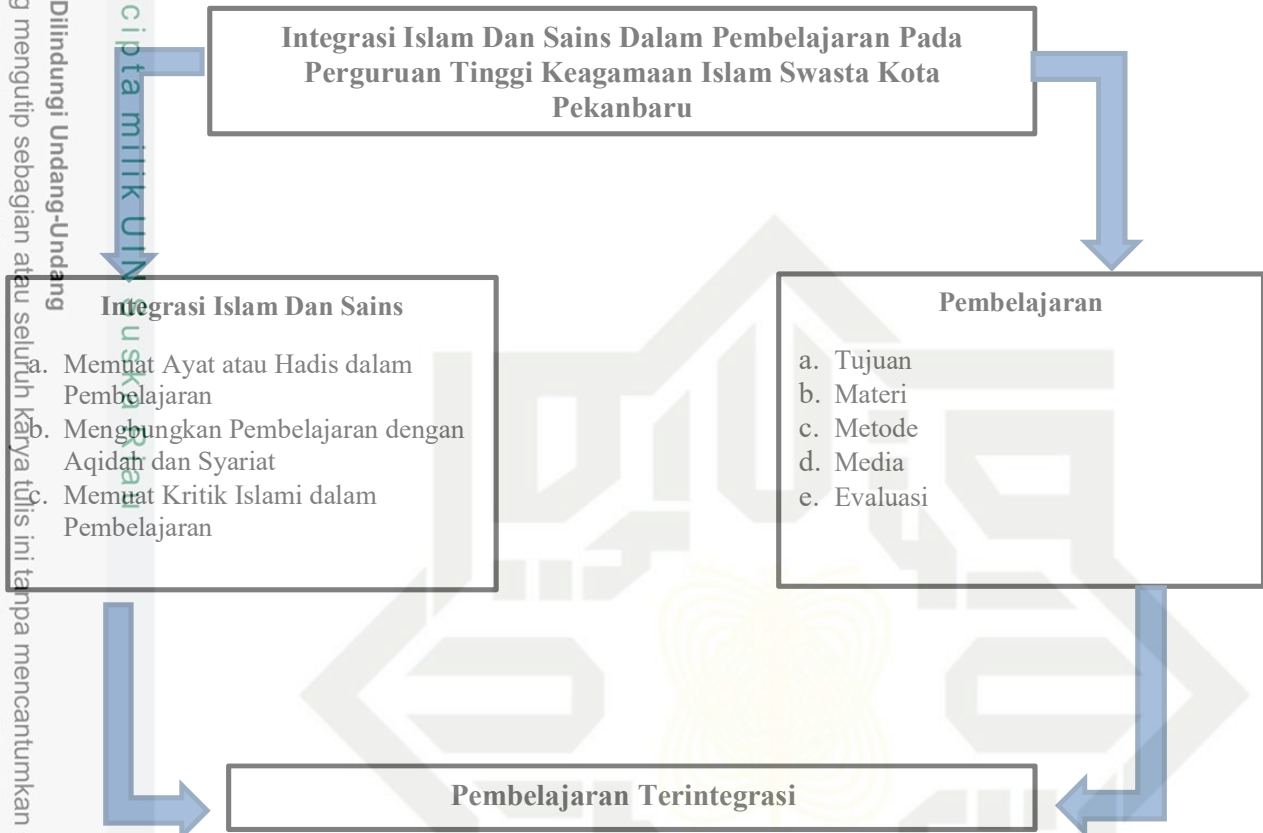 Integrasi Islam Dan Sains Dalam Pembelajaran Pada
Perguruan Tinggi Keagamaan Islam Swasta Kota
Pekanbaru
Integrasi Islam Dan Sains
a. Memuat Ayat atau Hadis dalam
Pembelajaran
b. Mengbungkan Pembelajaran dengan
Aqidah dan Syariat
c. Memuat Kritik Islami dalam
Pembelajaran
Pembelajaran
a. Tujuan
b. Materi
c. Metode
d. Media
e. Evaluasi
Pembelajaran Terintegrasi
cipta milik UIN Suska Riau
Dilindungi Undang-Undang
g mengutip sebagian atau seluruh karya tulis ini tanpa mencantumkan